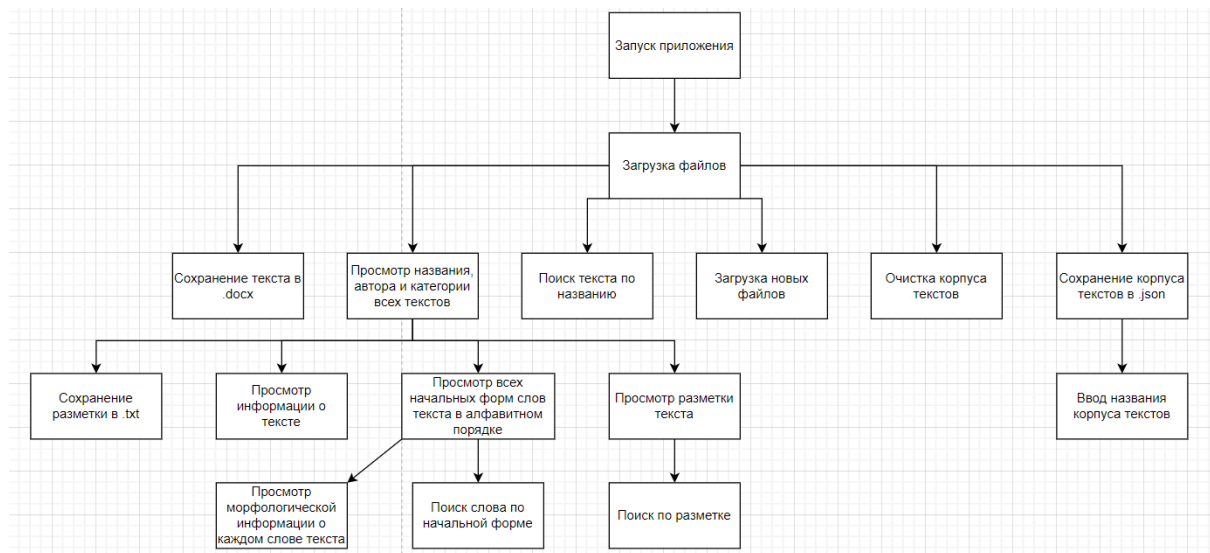 Запуск приложения
Загрузка файлов
Сохранение текста в
.docx
Просмотр названия,
автора и категории
всех текстов
Поиск текста по
названию
Загрузка новых
файлов
Очистка корпуса
текстов
Сохранение корпуса
текстов в .json
Сохранение
разметки в .txt
Просмотр
информации о
тексте
Просмотр всех
начальных форм слов
текста в алфавитном
порядке
Просмотр разметки
текста
Ввод названия
корпуса текстов
Просмотр
морфологической
информации о
каждом слове текста
Поиск слова по
начальной форме
Поиск по разметке